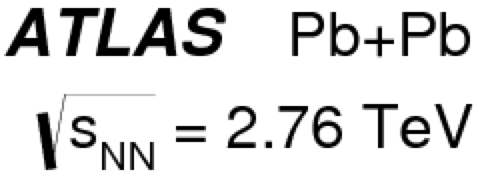 ATLAS Pb+Pb
√sNN = 2.76 TeV